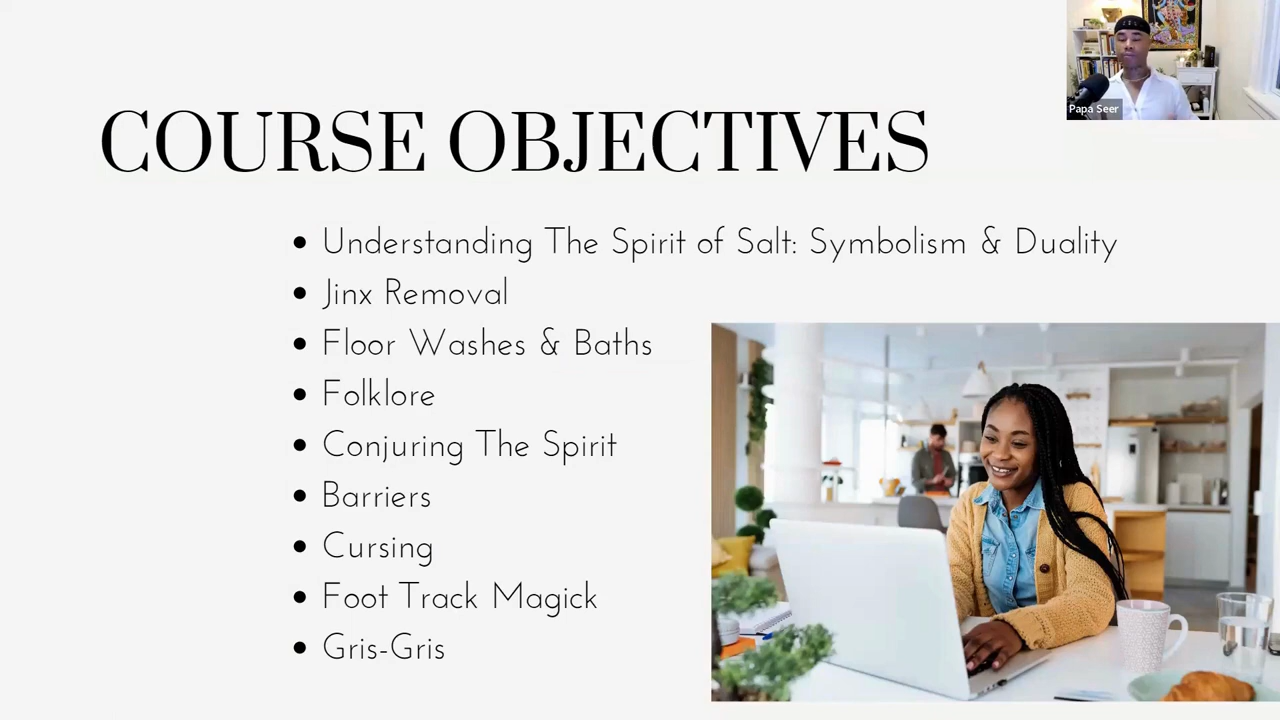 Papa Seer
COURSE OBJECTIVES
Understanding The Spirit of Salt: Symbolism & Duality
Jinx Removal
Floor Washes & Baths
Folklore
Conjuring The Spirit
Barriers
Cursing
Foot Track Magick
Gris-Gris